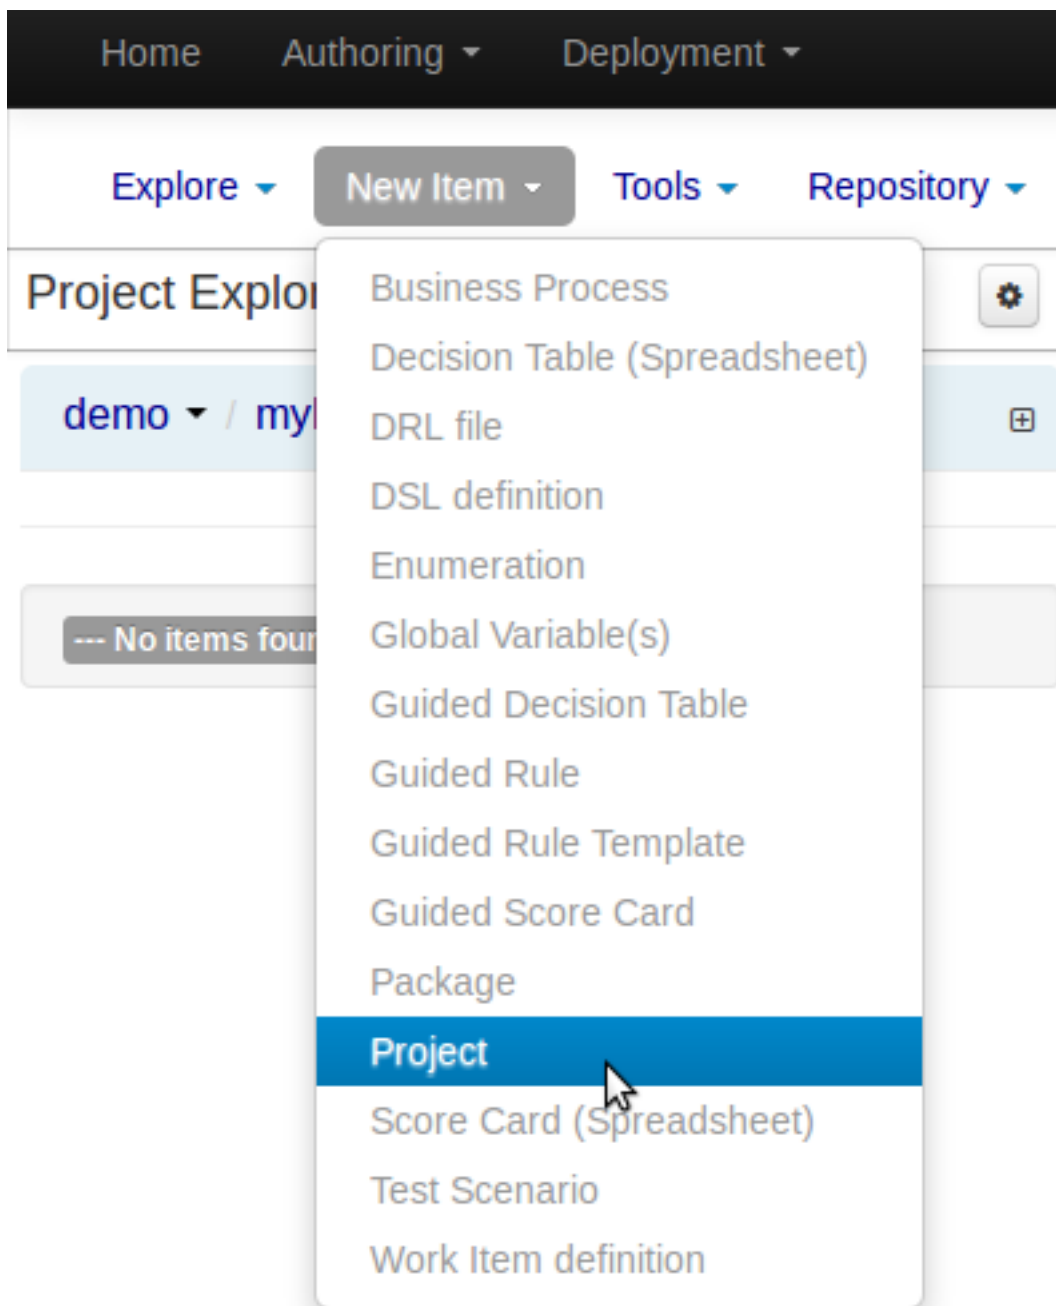 Home Authoring Deployment
Explore New Item Tools Repository
Project Explor
demo / my
--- No items four
Business Process
Decision Table (Spreadsheet)
DRL file
DSL definition
Enumeration
Global Variable(s)
Guided Decision Table
Guided Rule
Guided Rule Template
Guided Score Card
Package
Project
Score Card (Spreadsheet)
Test Scenario
Work Item definition